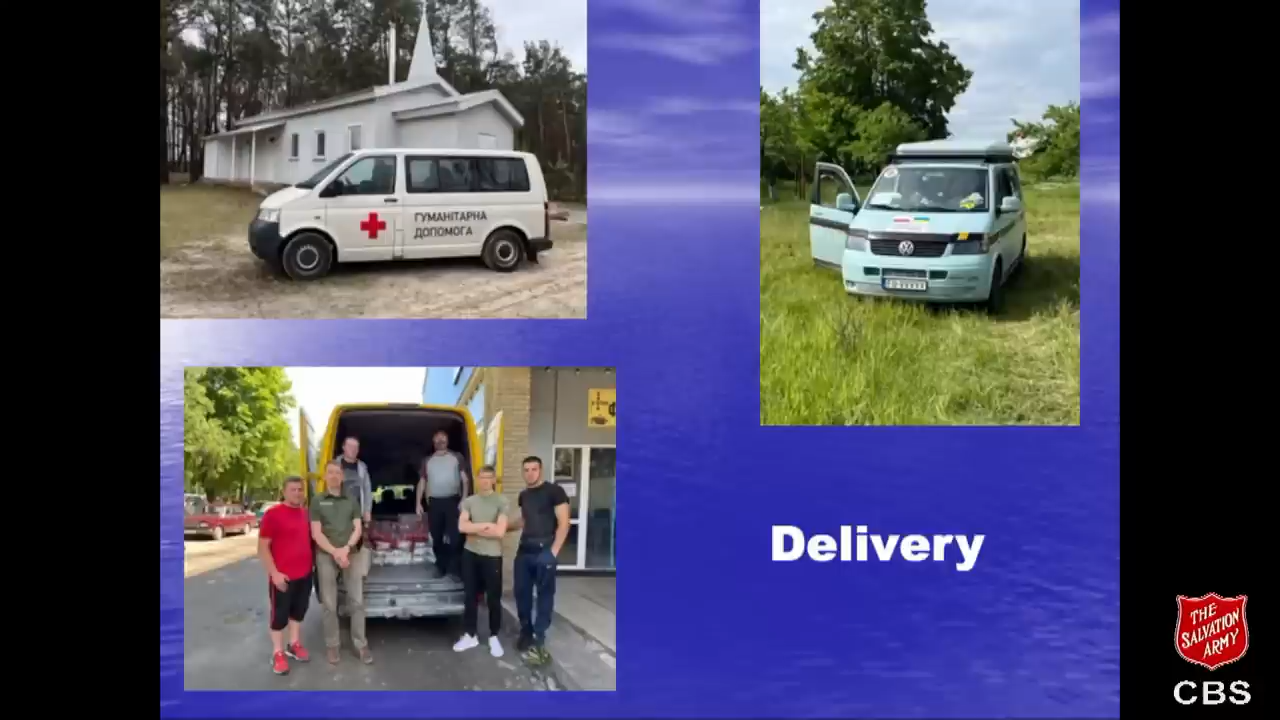 ГУМАНІТАРНА
ДОПОМОГА
Delivery
THE
SALVATION
ARMY
CBS